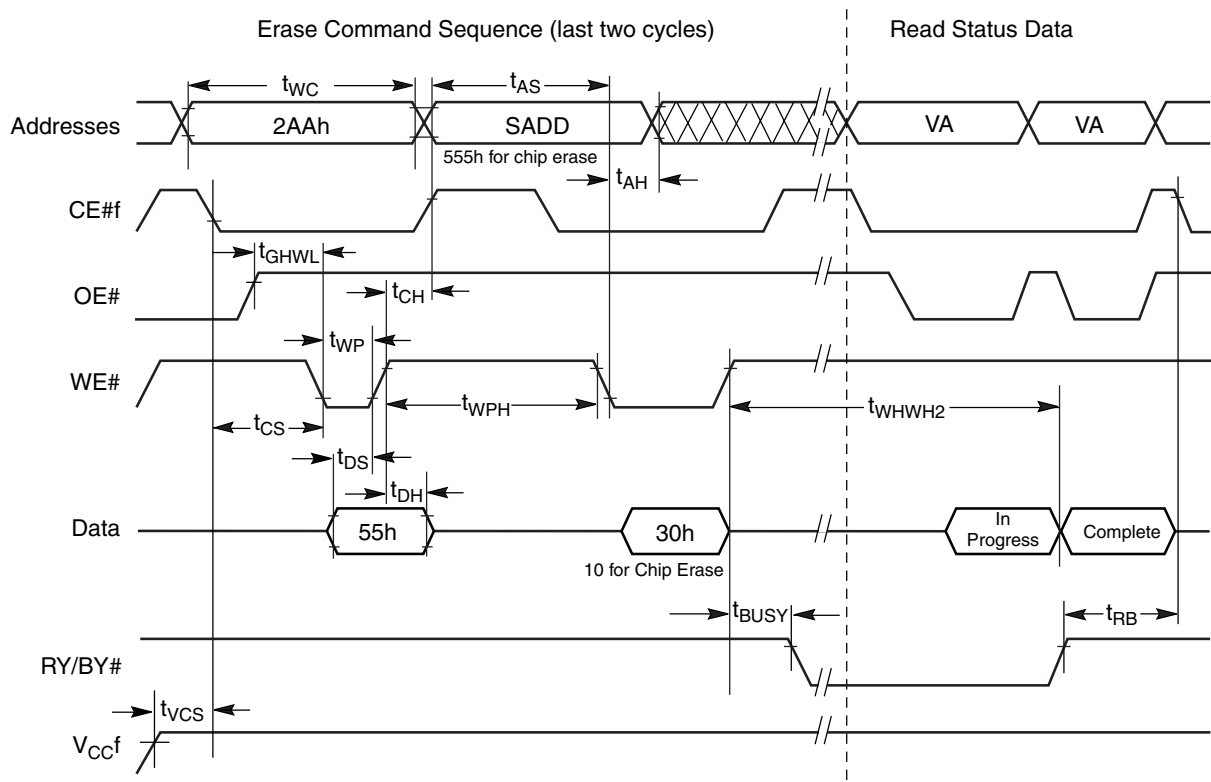 Erase Command Sequence (last two cycles)
Read Status Data
tWC
tAS
Addresses
2AAh
SADD
VA
VA
555h for chip erase
tAH
CE#f
tGHWL
OE#
tCH
tWP
WE#
tWPH
tWHWH2
tCS
tDS
tDH
Data
55h
30h
In
Progress
Complete
10 for Chip Erase
tBUSY
tRB
RY/BY#
tVCS
VCCf